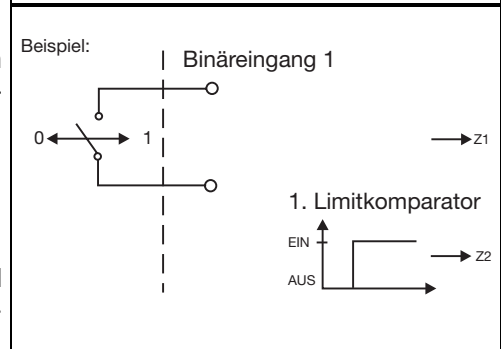 Beispiel:
Binäreingang 1
0
1
Z1
1. Limitkomparator
EIN
Z2
AUS